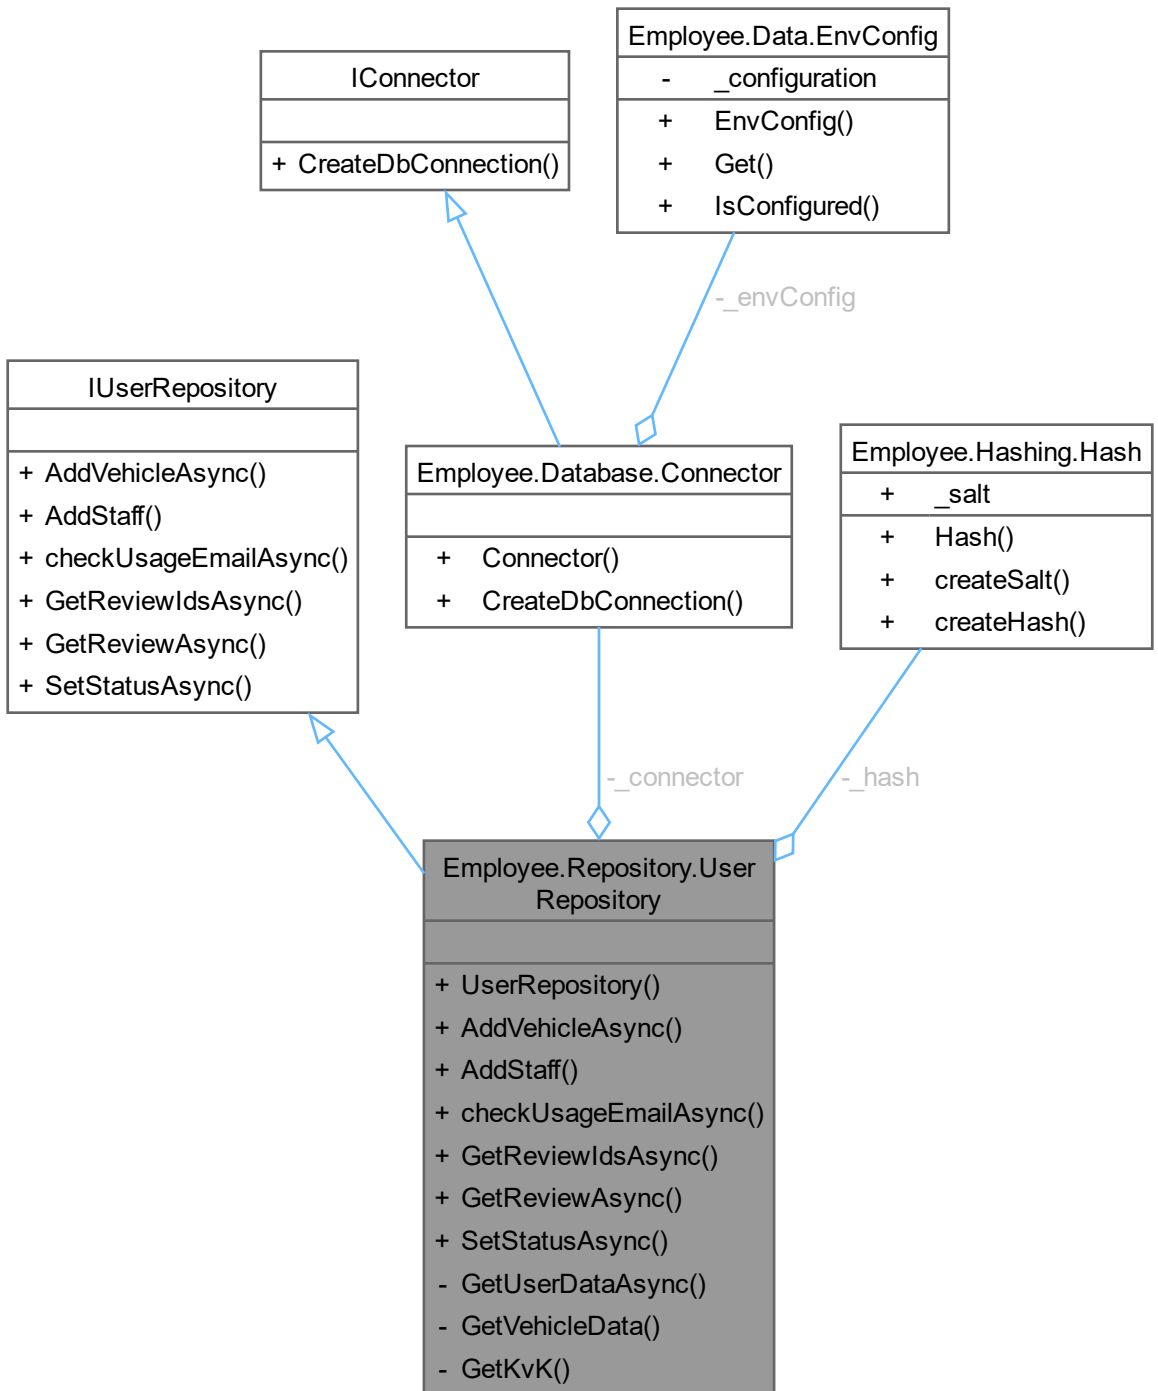 Employee.Data.EnvConfig
- _configuration
+ EnvConfig()
+ Get()
+ IsConfigured()
IConnector
+ CreateDbConnection()
-_envConfig
IUserRepository
+ AddVehicleAsync()
+ AddStaff()
+ checkUsageEmailAsync()
+ GetReviewIdsAsync()
+ GetReviewAsync()
+ SetStatusAsync()
Employee.Database.Connector
+ Connector()
+ CreateDbConnection()
Employee.Hashing.Hash
+ _salt
+ Hash()
+ createSalt()
+ createHash()
-_connector
-_hash
Employee.Repository.User
Repository
+ UserRepository()
+ AddVehicleAsync()
+ AddStaff()
+ checkUsageEmailAsync()
+ GetReviewIdsAsync()
+ GetReviewAsync()
+ SetStatusAsync()
- GetUserDataAsync()
- GetVehicleData()
- GetKvK()